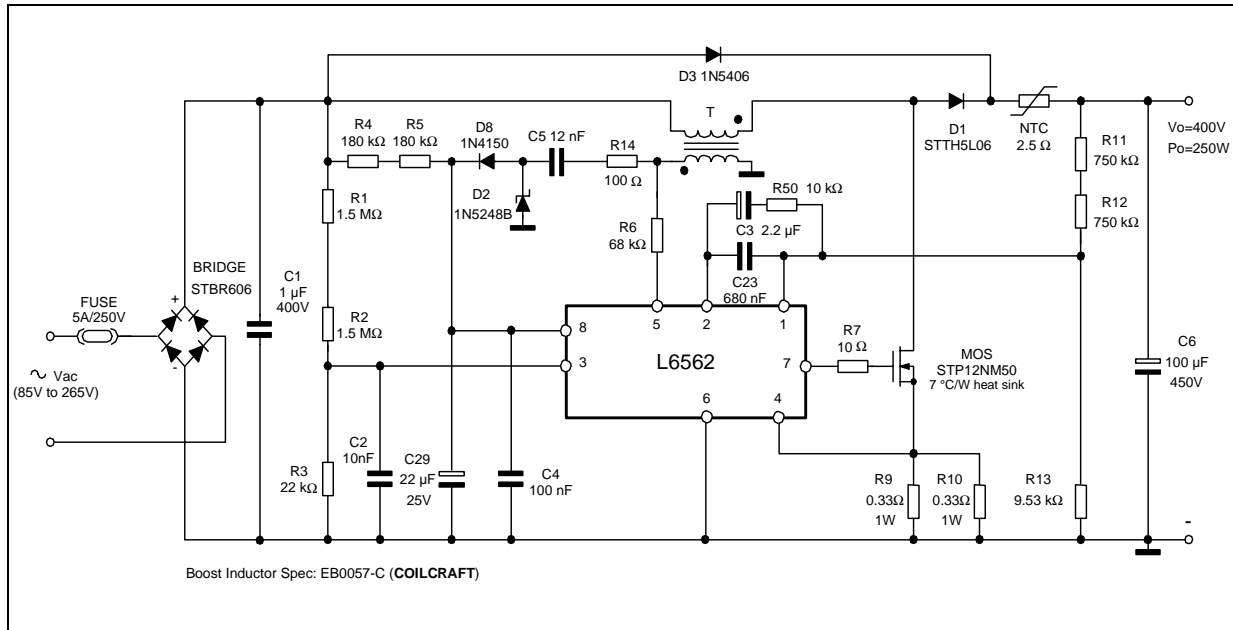 D3 1N5406
T
R4
180 kΩ
R5
180 kΩ
D8
1N4150
C5 12 nF
R14
100 Ω
D1
STTH5L06
NTC
2.5 Ω
R11
750 kΩ
Vo=400V
Po=250W
D2
1N5248B
R1
1.5 MΩ
R50 10 kΩ
R12
750 kΩ
R6
68 kΩ
C3 2.2 µF
C23
680 nF
BRIDGE
STBR606
+
-
C1
1 µF
400V
FUSE
5A/250V
R2
1.5 MΩ
5
2
1
8
3
L6562
7
6
4
R7
10 Ω
MOS
STP12NM50
7 °C/W heat sink
C6
100 µF
450V
~ Vac
(85V to 265V)
R3
22 kΩ
C2
10nF
C29
22 µF
25V
C4
100 nF
R9
0.33Ω
1W
R10
0.33Ω
1W
R13
9.53 kΩ
-
Boost Inductor Spec: EB0057-C (COILCRAFT)